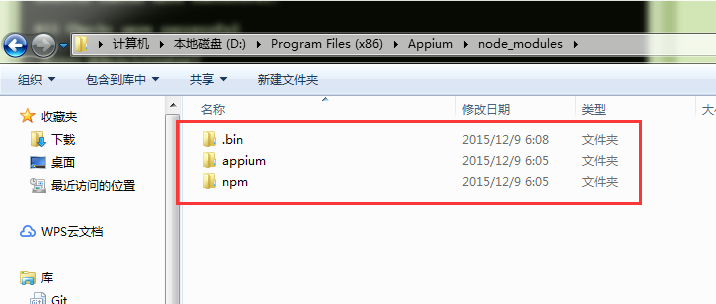 计算机 本地磁盘 (D:) Program Files (x86) Appium node_modules
组织 包含到库中 共享 新建文件夹
收藏夹
下载
桌面
最近访问的位置
WPS云文档
库
Git
名称 修改日期 类型
.bin 2015/12/9 6:08 文件夹
appium 2015/12/9 6:05 文件夹
npm 2015/12/9 6:05 文件夹